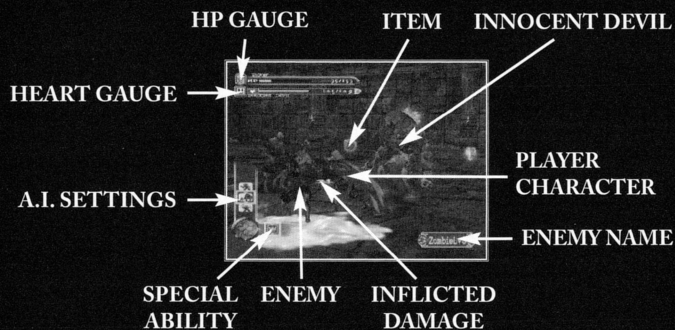 HP GAUGE
ITEM
INNOCENT DEVIL
HEART GAUGE
PLAYER
CHARACTER
A.I. SETTINGS
ENEMY NAME
SPECIAL
ABILITY
ENEMY
INFLICTED
DAMAGE